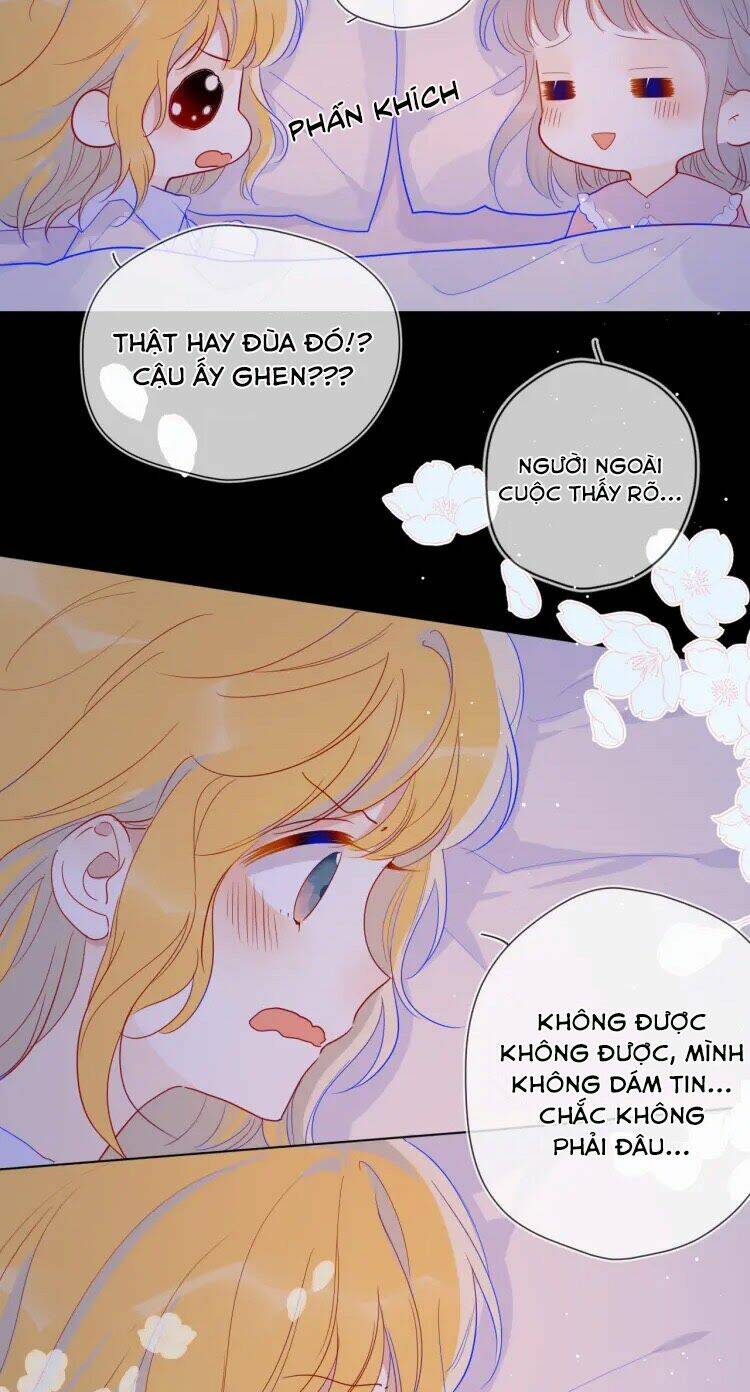 PHẤN KHÍCH
THẬT HAY ĐÙA ĐÓ!?
CẬU ẤY GHEN???
NGƯỜI NGOÀI
CUỘC THẤY RÕ...
KHÔNG ĐƯỢC
KHÔNG ĐƯỢC, MÌNH
KHÔNG DÁM TIN...
CHẮC KHÔNG
PHẢI ĐÂU...